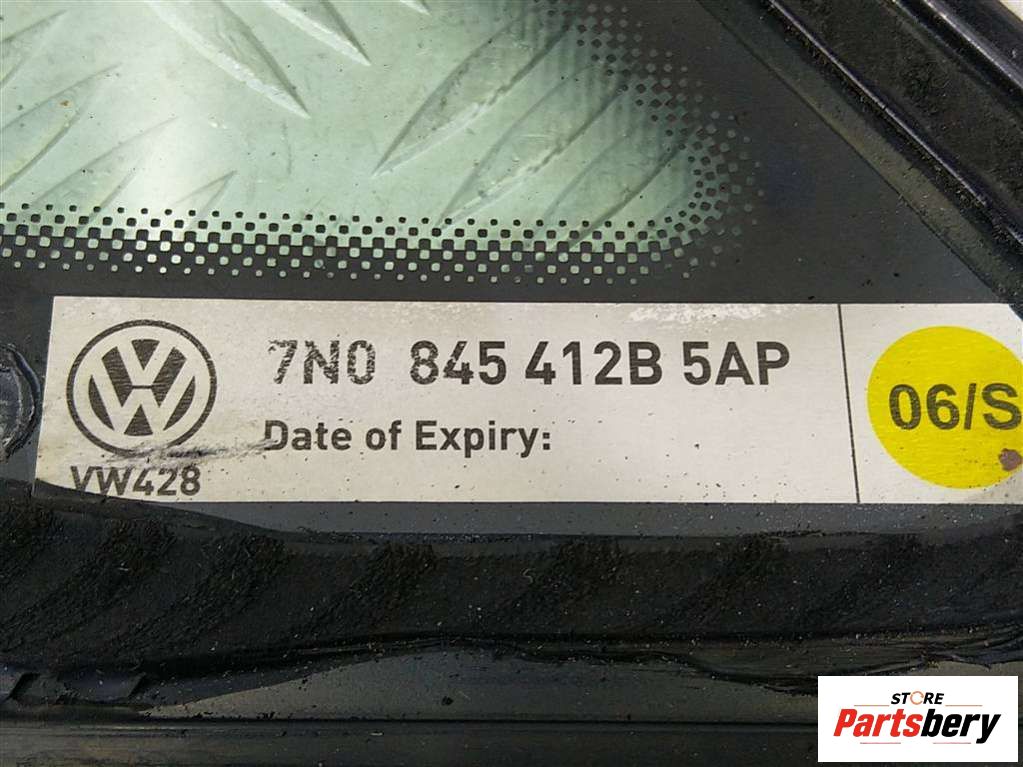 7N0 845 412B 5AP
Date of Expiry:
VW428
06/S
STORE
Partsbery